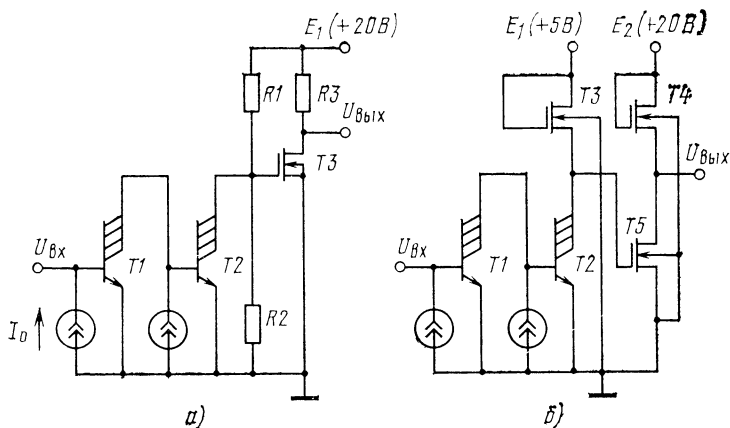 E₁ (+20В)
R1
R3
Uвых
T3
Uвх
T1
T2
I₀
R2
а)
E₁ (+5В)
E₂ (+20В)
T3
T4
Uвых
T5
Uвх
T1
T2
б)